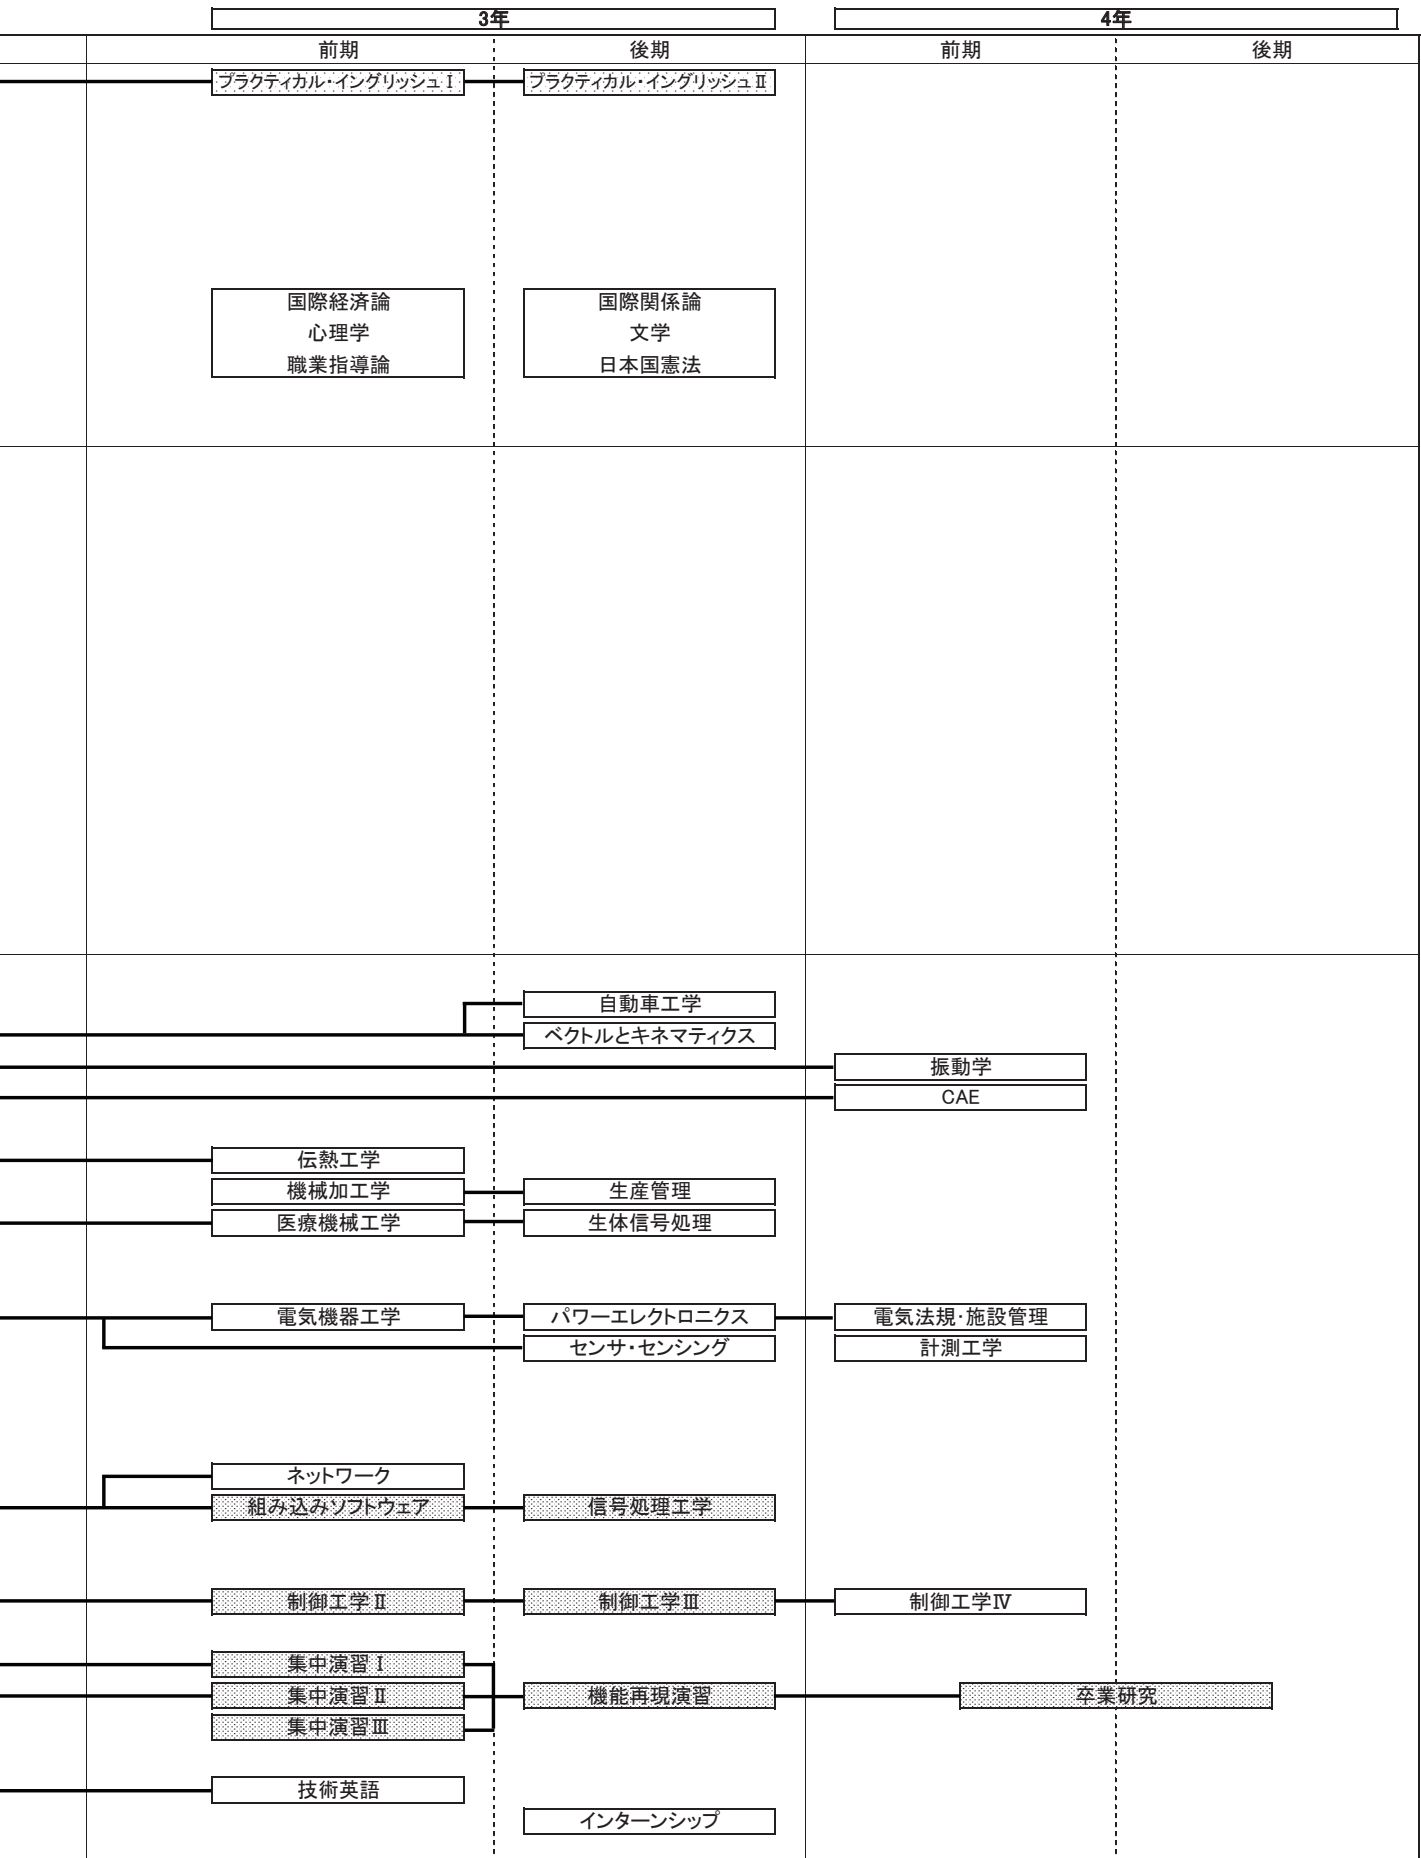 3年 4年
前期 後期 前期 後期
プラクティカル・イングリッシュⅠ プラクティカル・イングリッシュⅡ
国際経済論 国際関係論
心理学 文学
職業指導論 日本国憲法
自動車工学
ベクトルとキネマティクス
振動学
CAE
伝熱工学
機械加工学 生産管理
医療機械工学 生体信号処理
電気機器工学 パワーエレクトロニクス 電気法規・施設管理
センサ・センシング 計測工学
ネットワーク
組み込みソフトウェア 信号処理工学
制御工学Ⅱ 制御工学Ⅲ 制御工学Ⅳ
集中演習Ⅰ
集中演習Ⅱ 機能再現演習 卒業研究
集中演習Ⅲ
技術英語
インターンシップ